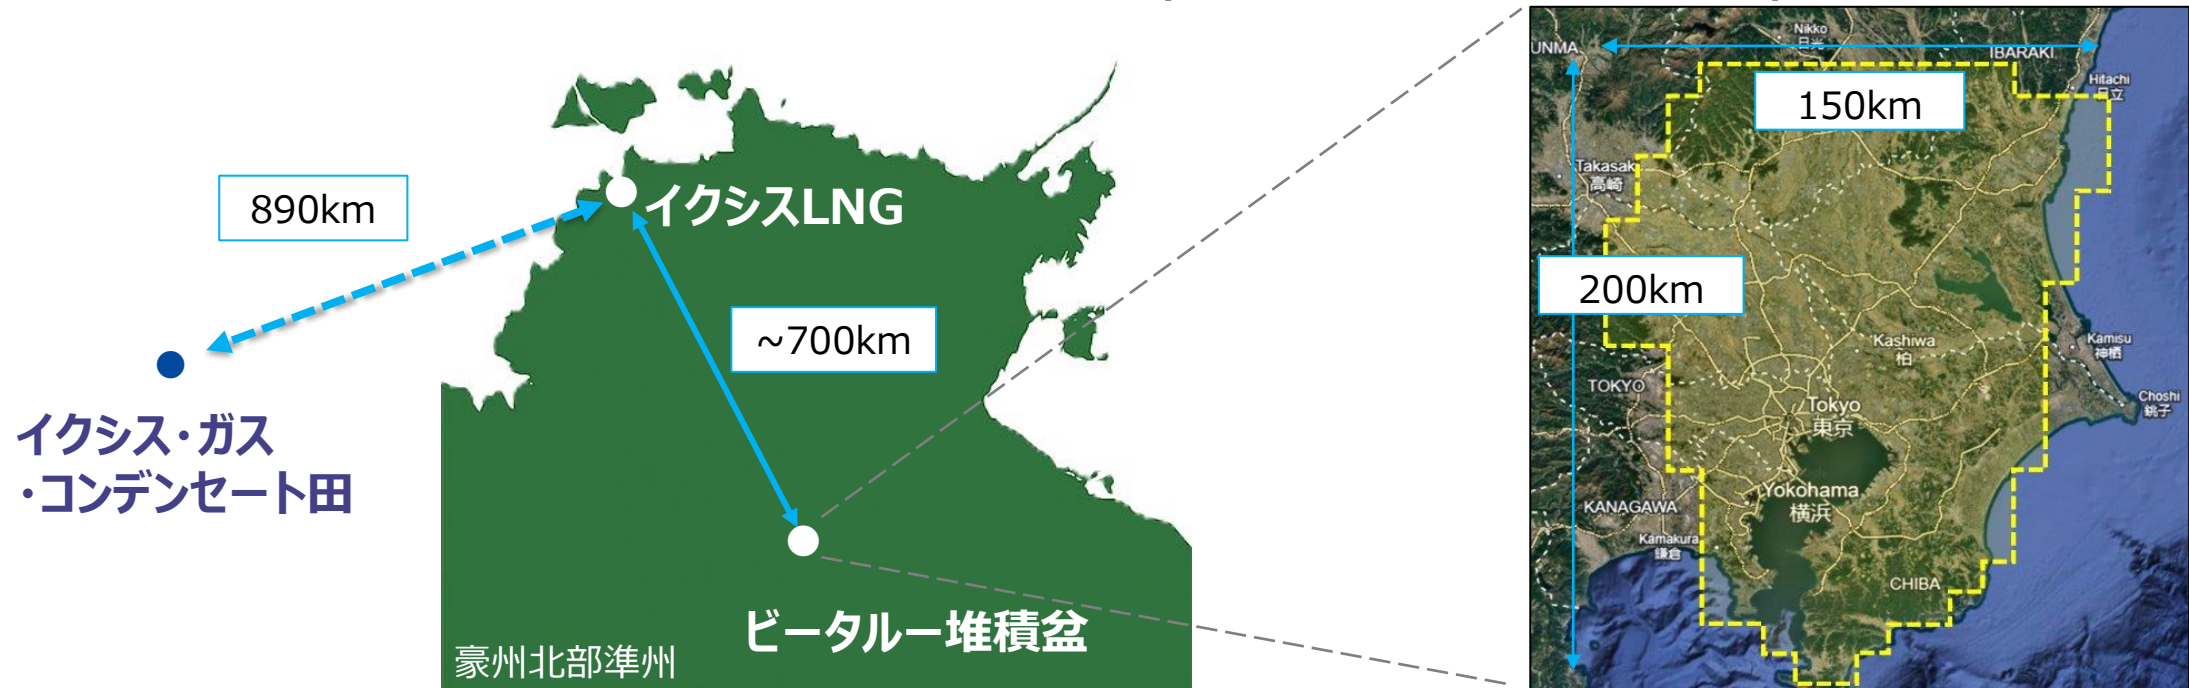 890km
イクシスLNG
~700km
イクシス・ガス
・コンデンセート田
ビータルー堆積盆
豪州北部準州
Nikko
日光
UNMA
IBARAKI
Hitachi
日立
150km
Takasak
高崎
200km
Kashiwa
柏
Kamisu
神栖
TOKYO
Choshi
銚子
Tokyo
東京
Yokohama
横浜
KANAGAWA
Kamakura
鎌倉
CHIBA